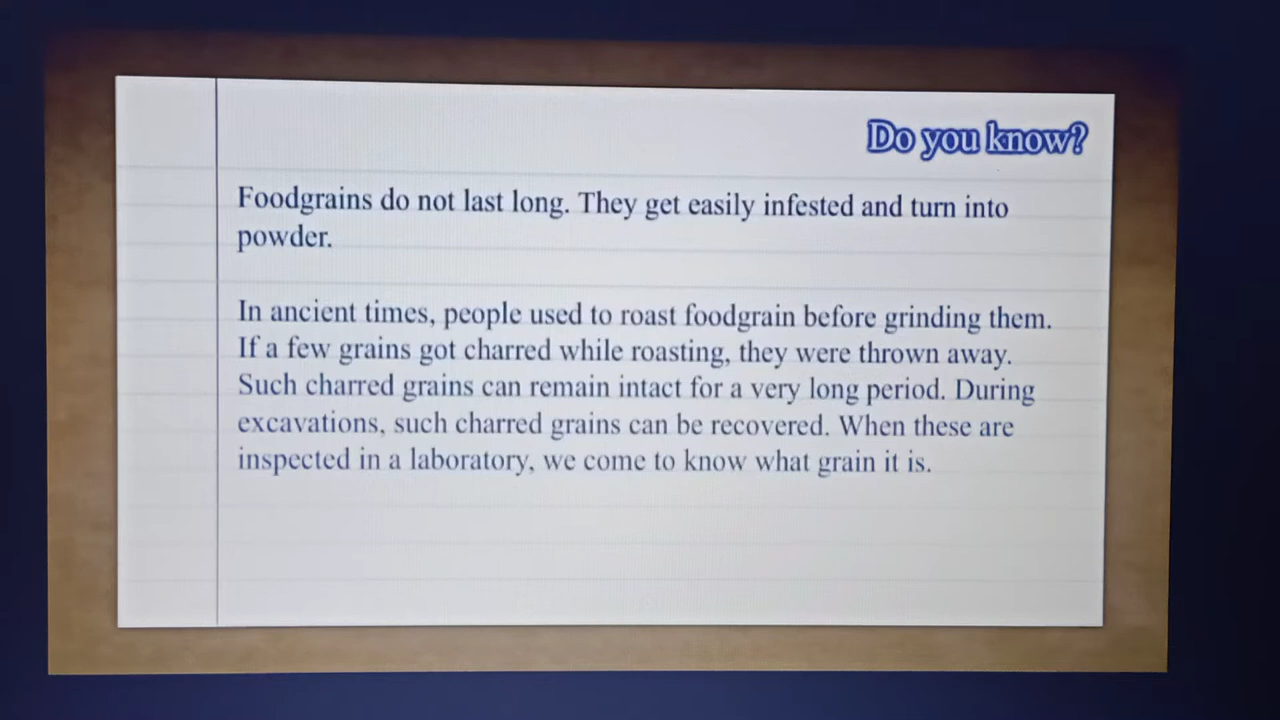 Do you know?
Foodgrains do not last long. They get easily infested and turn into
powder.
In ancient times, people used to roast foodgrain before grinding them.
If a few grains got charred while roasting, they were thrown away.
Such charred grains can remain intact for a very long period. During
excavations, such charred grains can be recovered. When these are
inspected in a laboratory, we come to know what grain it is.